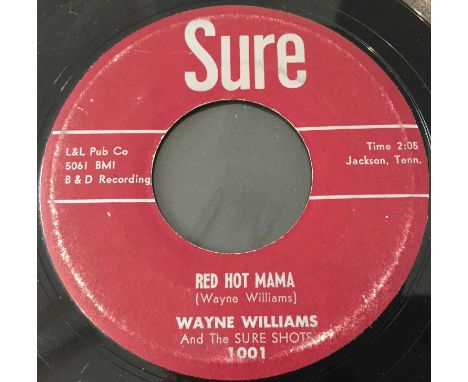 Sure
L&L Pub Co
5061 BMI
B & D Recording
Time 2:05
Jackson, Tenn.
RED HOT MAMA
(Wayne Williams)
WAYNE WILLIAMS
And The SURE SHOTS
1001